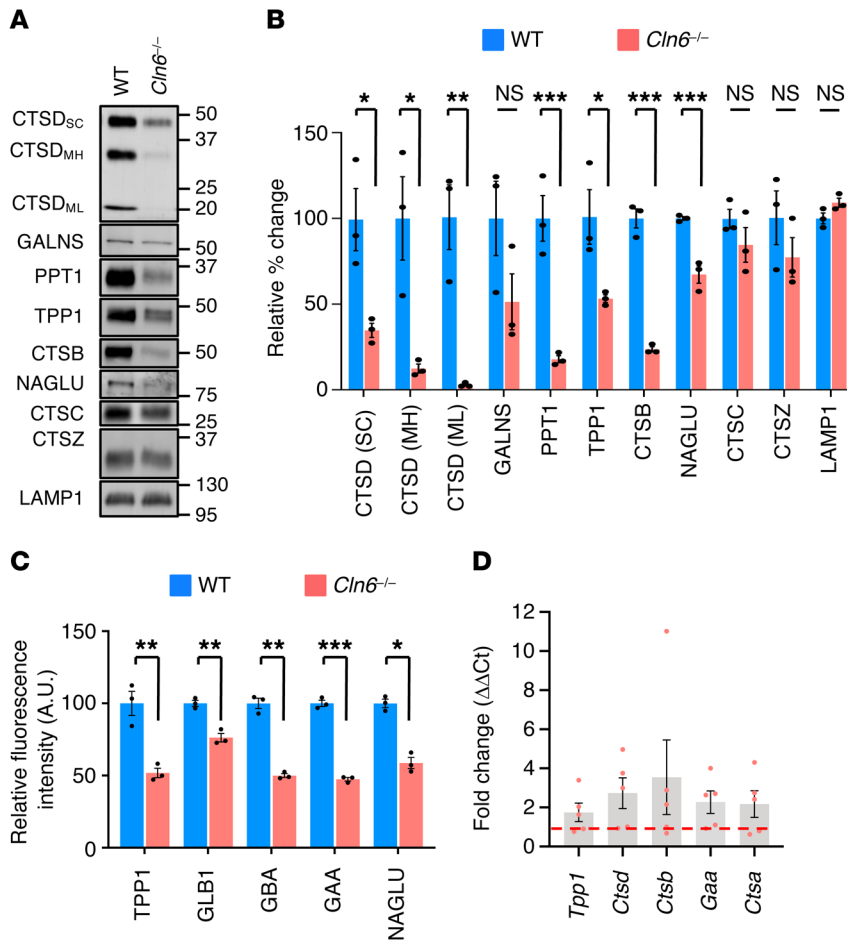 A
WT
Cln6−/−
CTSDSC
50
CTSDMH
37
25
CTSDML
20
GALNS
50
PPT1
37
TPP1
50
CTSB
50
NAGLU
75
CTSC
25
CTSZ
37
LAMP1
130
95
B
WT
Cln6−/−
* * ** NS *** * *** *** NS NS NS
Relative % change
150
100
50
0
CTSD (SC)
CTSD (MH)
CTSD (ML)
GALNS
PPT1
TPP1
CTSB
NAGLU
CTSC
CTSZ
LAMP1
C
WT
Cln6−/−
** ** ** *** *
Relative fluorescence
intensity (A.U.)
150
100
50
0
TPP1
GLB1
GBA
GAA
NAGLU
D
Fold change (ΔΔCt)
12
10
8
6
4
2
0
Tpp1
Ctsd
Ctsb
Gaa
Ctsa